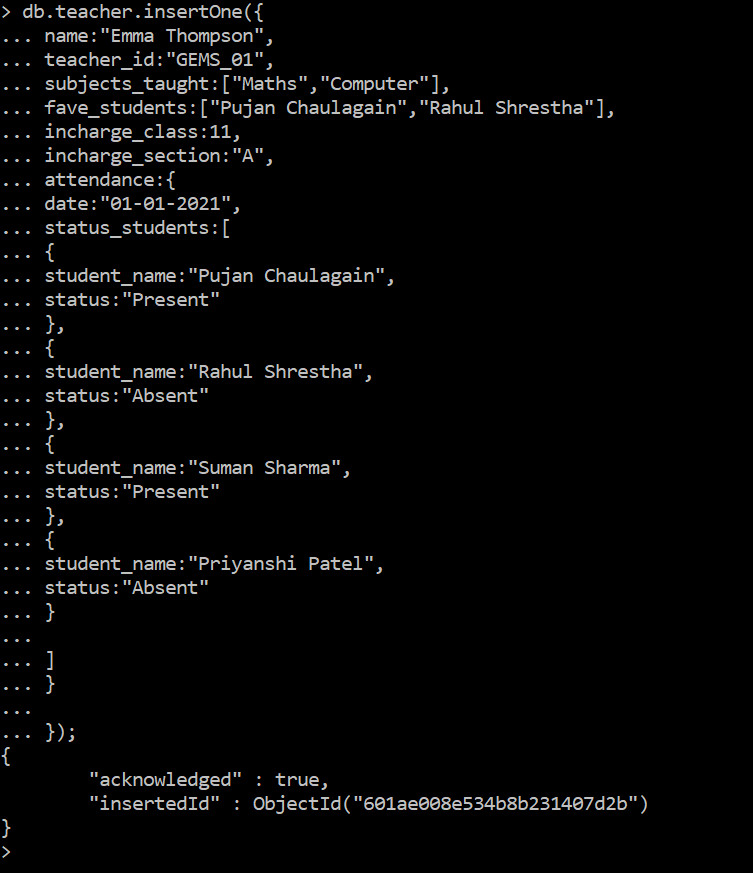 > db.teacher.insertOne({
... name:"Emma Thompson",
... teacher_id:"GEMS_01",
... subjects_taught:["Maths","Computer"],
... fave_students:["Pujan Chaulagain","Rahul Shrestha"],
... incharge_class:11,
... incharge_section:"A",
... attendance:{
... date:"01-01-2021",
... status_students:[
... {
... student_name:"Pujan Chaulagain",
... status:"Present"
... },
... {
... student_name:"Rahul Shrestha",
... status:"Absent"
... },
... {
... student_name:"Suman Sharma",
... status:"Present"
... },
... {
... student_name:"Priyanshi Patel",
... status:"Absent"
... }
...
... ]
... }
...
... });
{
        "acknowledged" : true,
        "insertedId" : ObjectId("601ae008e534b8b231407d2b")
}
>